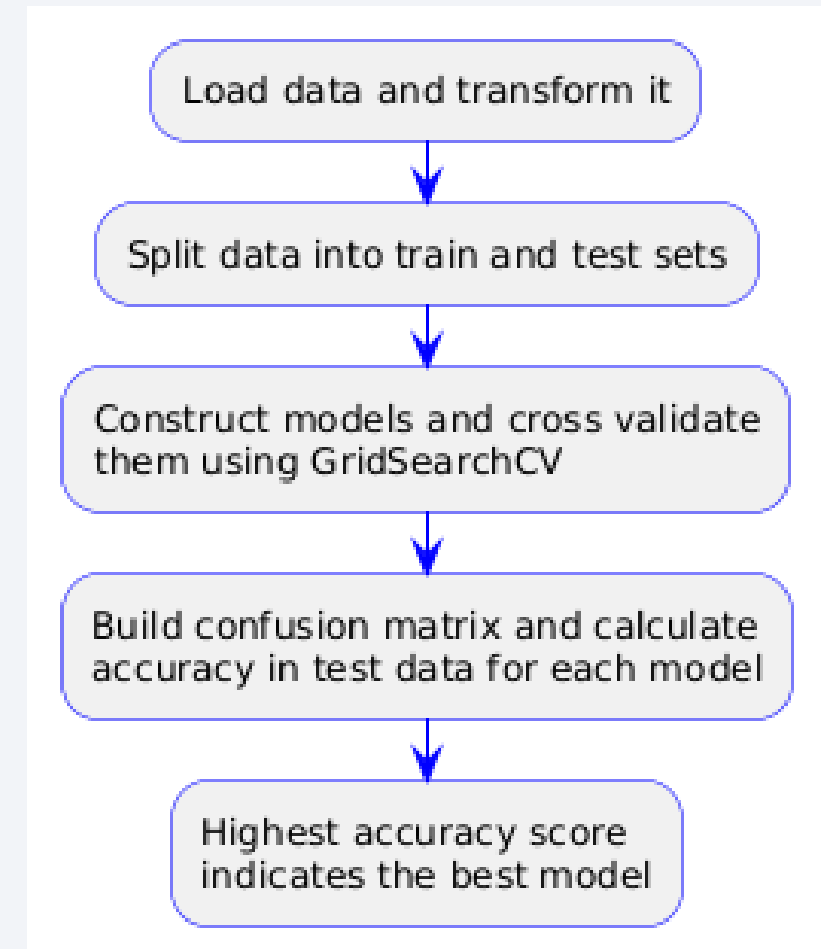 Load data and transform it
Split data into train and test sets
Construct models and cross validate
them using GridSearchCV
Build confusion matrix and calculate
accuracy in test data for each model
Highest accuracy score
indicates the best model